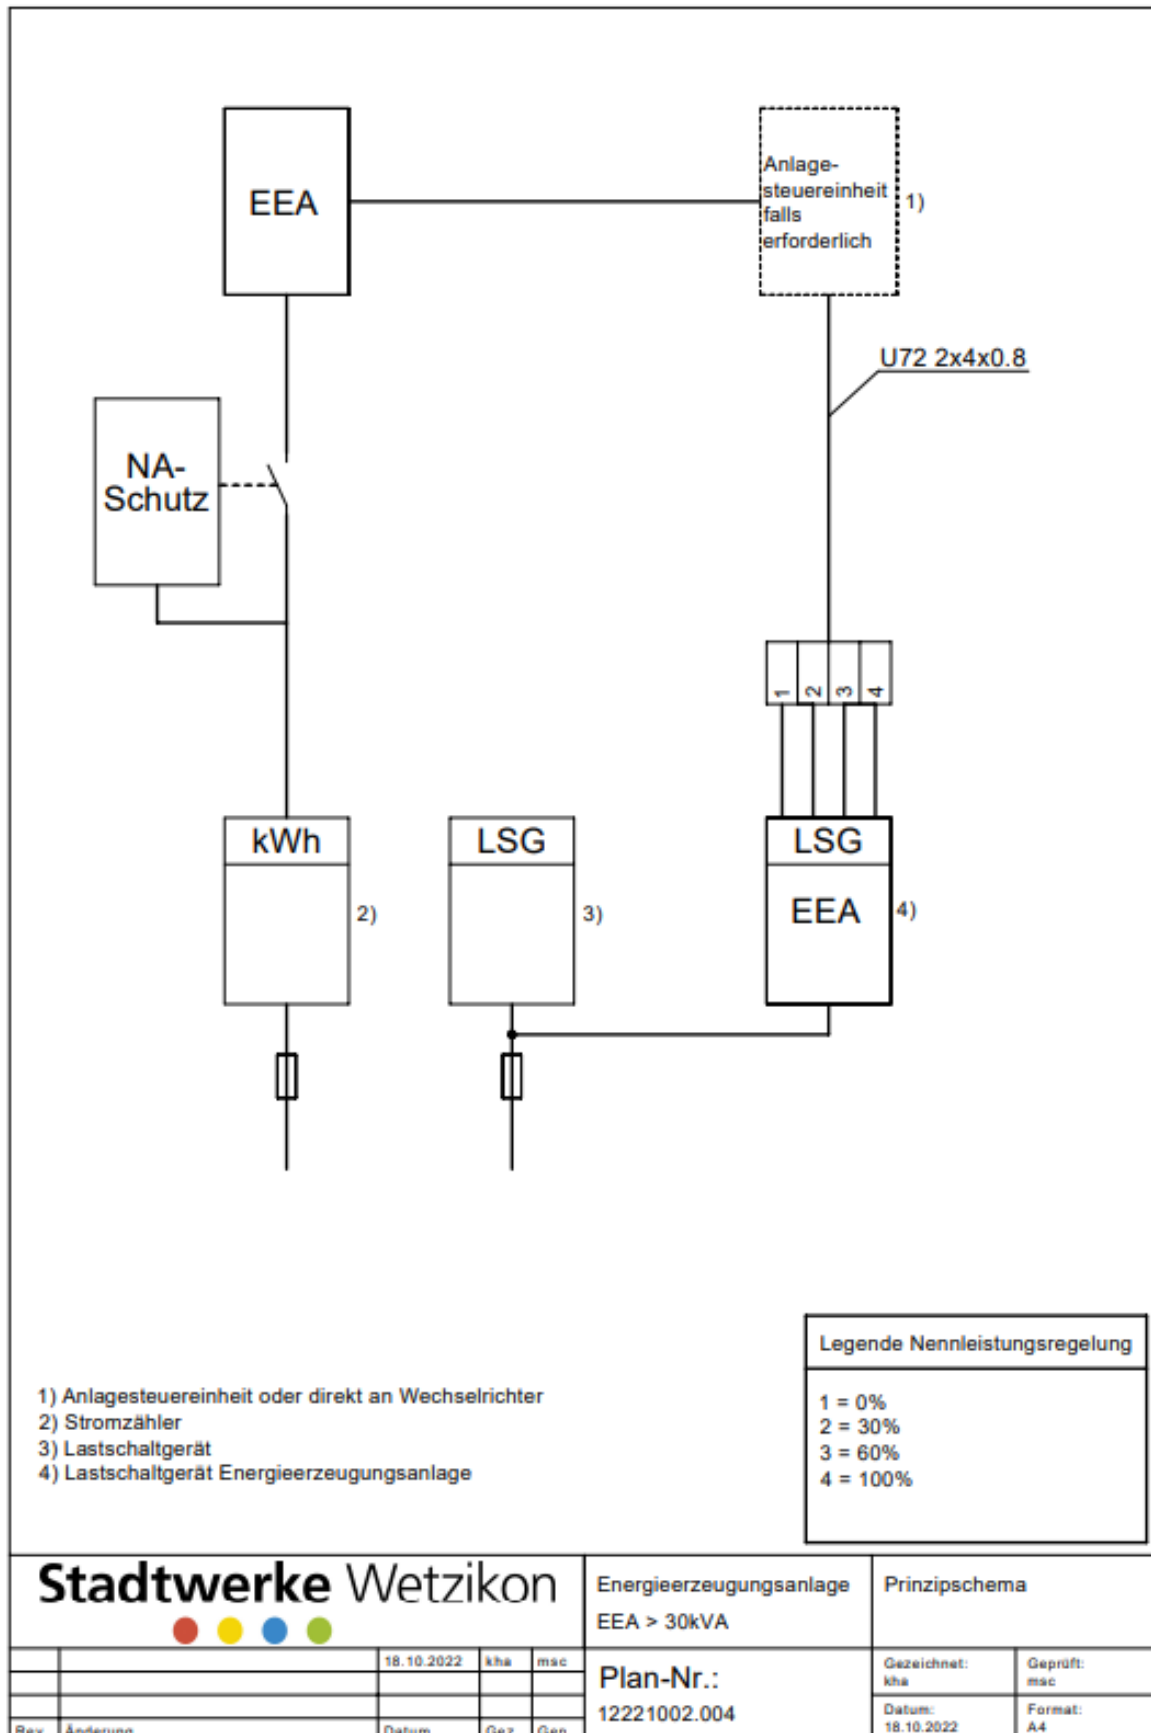 EEA
Anlage-
steuereinheit
falls
erforderlich
1)
U72 2x4x0.8
NA-
Schutz
1 2 3 4
kWh
2)
LSG
3)
LSG
EEA
4)
Legende Nennleistungsregelung
1 = 0%
2 = 30%
3 = 60%
4 = 100%
1) Anlagesteuereinheit oder direkt an Wechselrichter
2) Stromzähler
3) Lastschaltgerät
4) Lastschaltgerät Energieerzeugungsanlage
Stadtwerke Wetzikon
Energieerzeugungsanlage
EEA > 30kVA
Prinzipschema
18.10.2022 kha msc
Plan-Nr.:
12221002.004
Gezeichnet:
kha
Geprüft:
msc
Datum:
18.10.2022
Format:
A4
Rev. Änderung Datum Gez. Gep.